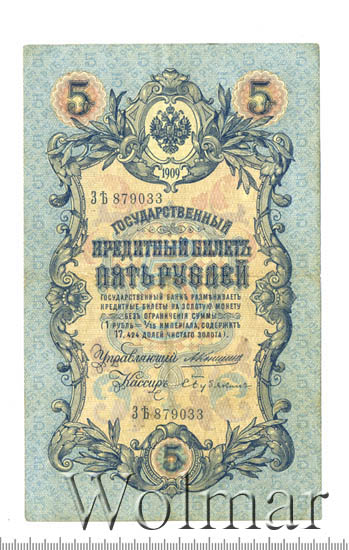 5 5
1909
ЗѢ 879033
ГОСУДАРСТВЕННЫЙ
КРЕДИТНЫЙ БИЛЕТЪ
ПЯТЬ РУБЛЕЙ
ГОСУДАРСТВЕННЫЙ БАНКЪ РАЗМѢНИВАЕТЪ
КРЕДИТНЫЕ БИЛЕТЫ НА ЗОЛОТУЮ МОНЕТУ
БЕЗЪ ОГРАНИЧЕНІЯ СУММЫ
(1 РУБЛЬ = 1/15 ИМПЕРІАЛА, СОДЕРЖИТЪ
17,424 ДОЛЕЙ ЧИСТАГО ЗОЛОТА).
Управляющій
Кассиръ
ЗѢ 879033
5
Wolmar